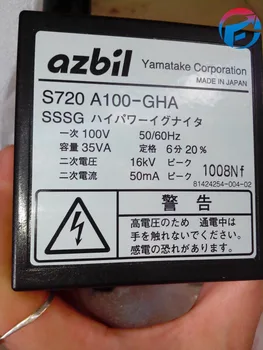 azbil Yamatake Corporation
MADE IN JAPAN
S720 A100-GHA
SSSG ハイパワーイグナイタ
一次 100V 50/60Hz
容量 35VA 定格 6分 20%
二次電圧 16kV ピーク
二次電流 50mA ピーク 1008Nf
81424254-004-02
警告
高電圧のため 通電中は
手を触れないでください。
感電の恐れがあります。